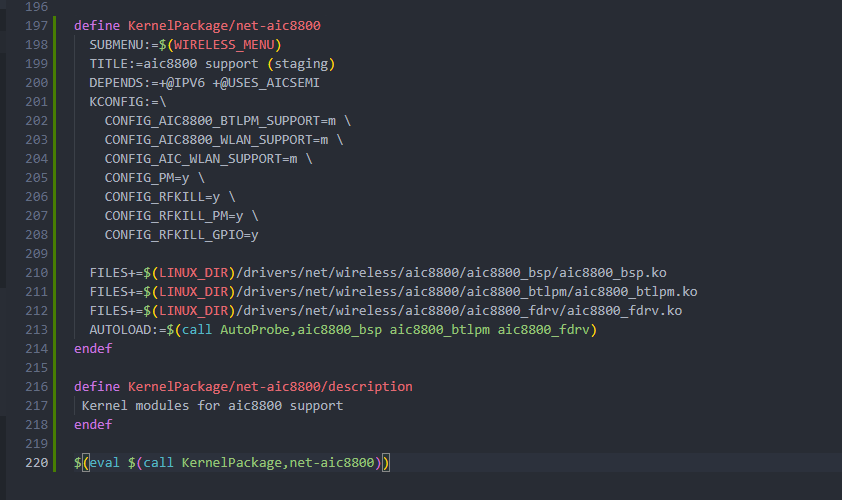 196
197 define KernelPackage/net-aic8800
198 SUBMENU:=$(WIRELESS_MENU)
199 TITLE:=aic8800 support (staging)
200 DEPENDS:=+@IPV6 +@USES_AICSEMI
201 KCONFIG:=\
202 CONFIG_AIC8800_BTLPM_SUPPORT=m \
203 CONFIG_AIC8800_WLAN_SUPPORT=m \
204 CONFIG_AIC_WLAN_SUPPORT=m \
205 CONFIG_PM=y \
206 CONFIG_RFKILL=y \
207 CONFIG_RFKILL_PM=y \
208 CONFIG_RFKILL_GPIO=y
209
210 FILES+=$(LINUX_DIR)/drivers/net/wireless/aic8800/aic8800_bsp/aic8800_bsp.ko
211 FILES+=$(LINUX_DIR)/drivers/net/wireless/aic8800/aic8800_btlpm/aic8800_btlpm.ko
212 FILES+=$(LINUX_DIR)/drivers/net/wireless/aic8800/aic8800_fdrv/aic8800_fdrv.ko
213 AUTOLOAD:=$(call AutoProbe,aic8800_bsp aic8800_btlpm aic8800_fdrv)
214 endef
215
216 define KernelPackage/net-aic8800/description
217 Kernel modules for aic8800 support
218 endef
219
220 $(eval $(call KernelPackage,net-aic8800))